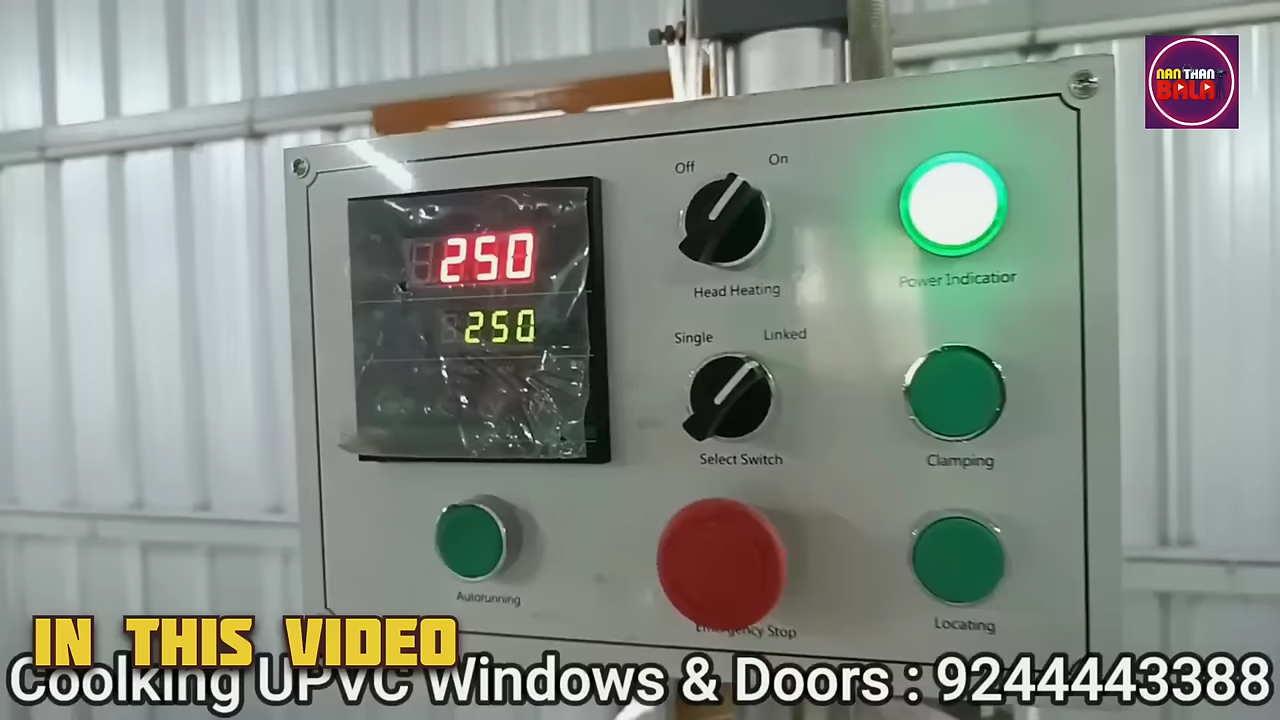 NAN THAN
BALA
Off
On
250
250
Head Heating
Power Indicatior
Single
Linked
Select Switch
Clamping
Autorunning
Emergency Stop
Locating
IN THIS VIDEO
Coolking UPVC Windows & Doors : 9244443388